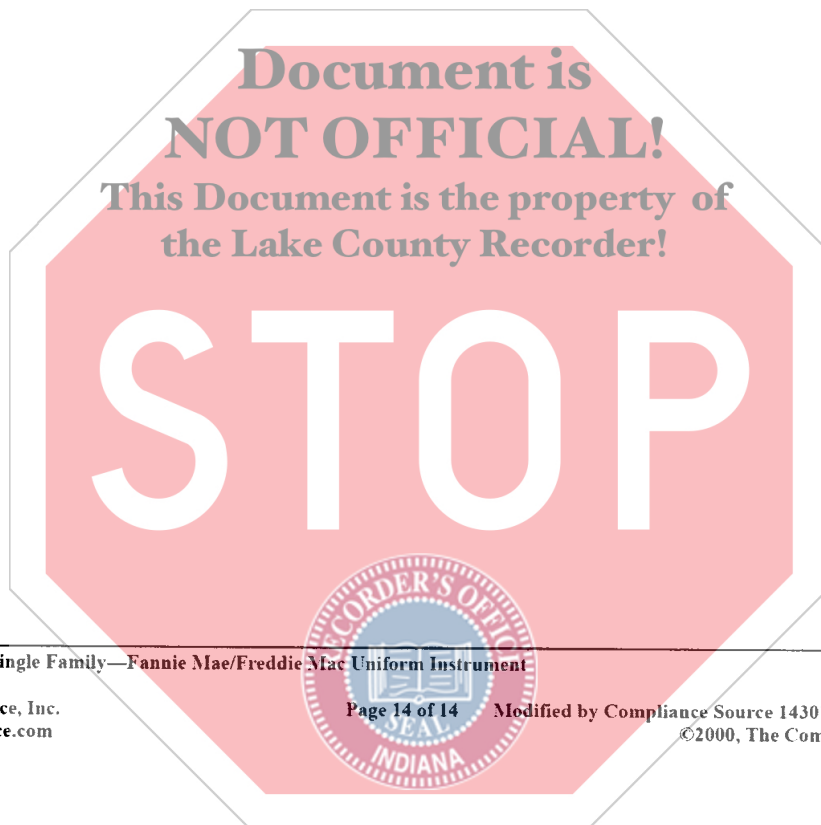 Document is
NOT OFFICIAL!
This Document is the property of
the Lake County Recorder!
STOP
RECORDER'S OFFIC
ingle Family—Fannie Mae/Freddie Mac Uniform Instrument
ce, Inc.
Page 14 of 14 Modified by Compliance Source 1430
e.com
©2000, The Com
SEAL
INDIANA